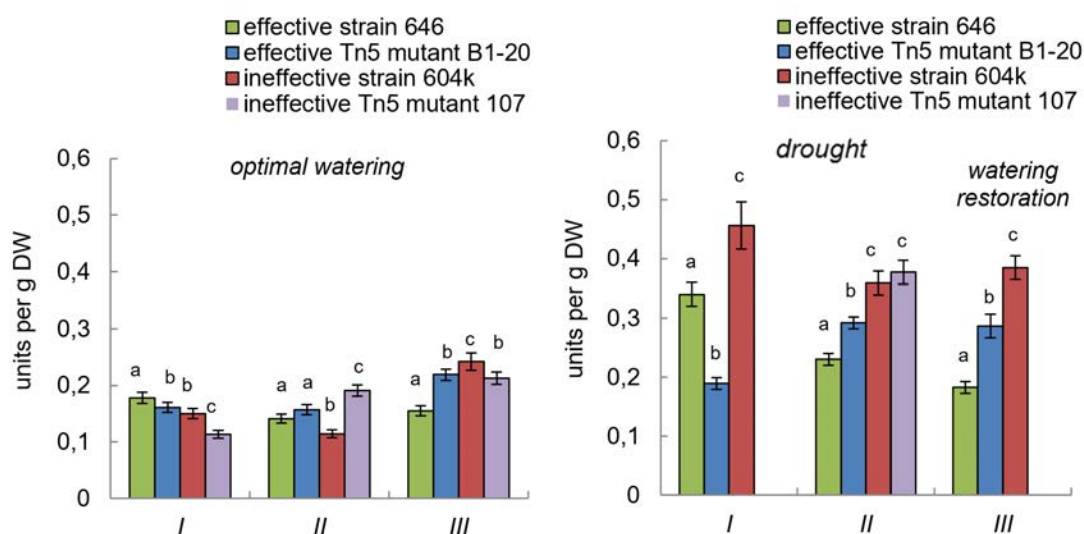 effective strain 646
effective Tn5 mutant B1-20
ineffective strain 604k
ineffective Tn5 mutant 107
optimal watering
units per g DW
0,6
0,5
0,4
0,3
0,2
0,1
0
a
b
b
c
a
a
b
c
a
b
c
b
I
II
III
effective strain 646
effective Tn5 mutant B1-20
ineffective strain 604k
ineffective Tn5 mutant 107
drought
watering
restoration
units per g DW
0,6
0,5
0,4
0,3
0,2
0,1
0
a
b
c
a
b
c
c
a
b
c
I
II
III